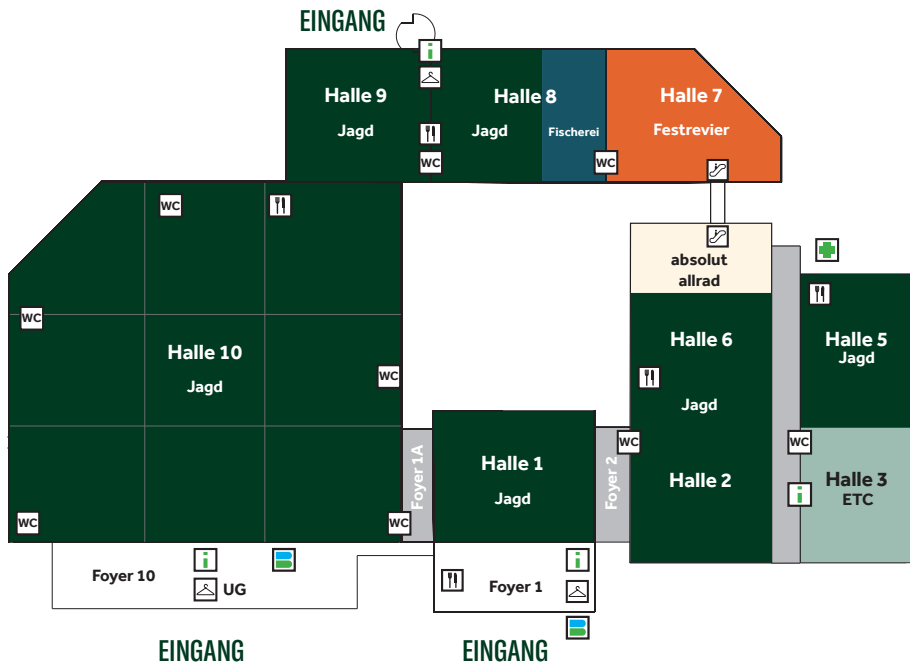 EINGANG
i
Halle 9
Jagd
Halle 8
Jagd
Fischerei
Halle 7
Festrevier
WC
WC
WC
absolut
allrad
WC
Halle 10
Jagd
WC
Halle 6
Jagd
Halle 5
Jagd
Foyer 1A
Halle 1
Jagd
Foyer 2
WC
Halle 2
WC
i
Halle 3
ETC
WC
WC
Foyer 10
i
UG
Foyer 1
i
EINGANG
EINGANG